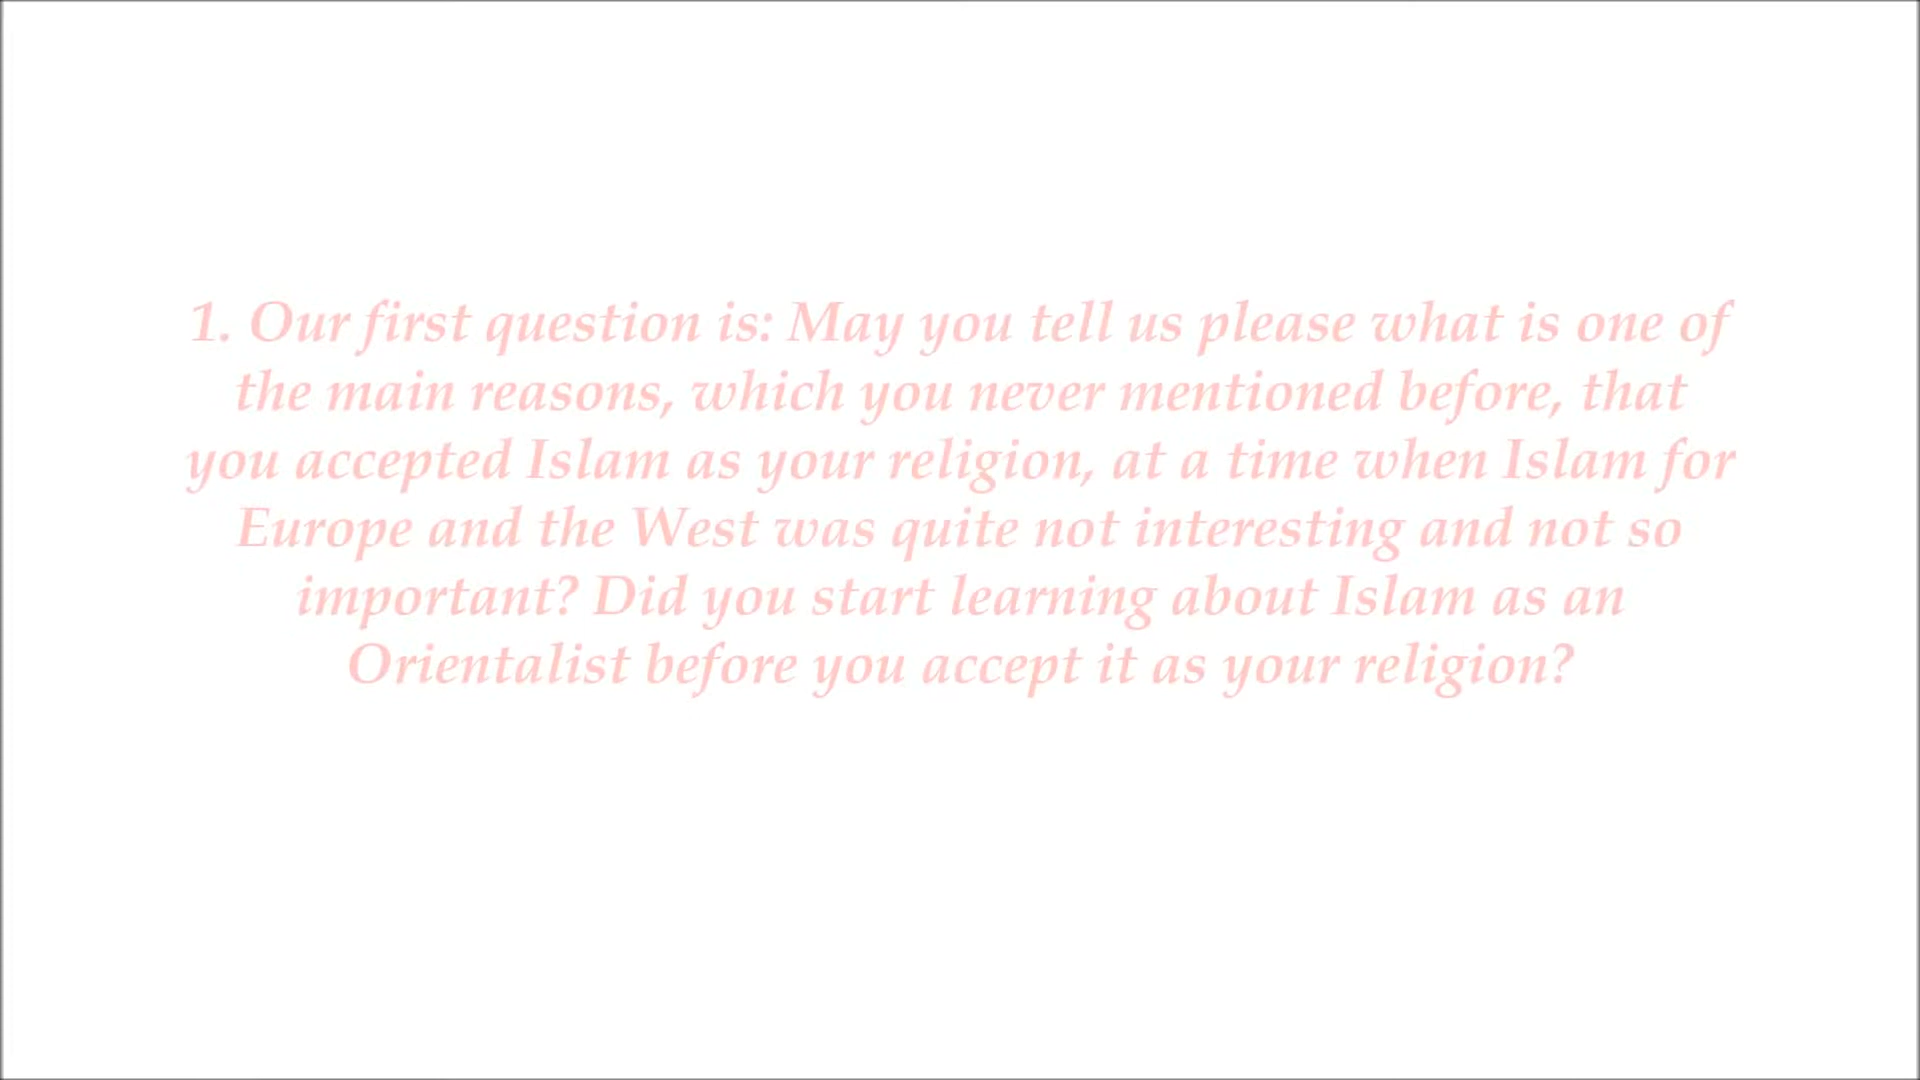 1. Our first question is: May you tell us please what is one of
the main reasons, which you never mentioned before, that
you accepted Islam as your religion, at a time when Islam for
Europe and the West was quite not interesting and not so
important? Did you start learning about Islam as an
Orientalist before you accept it as your religion?